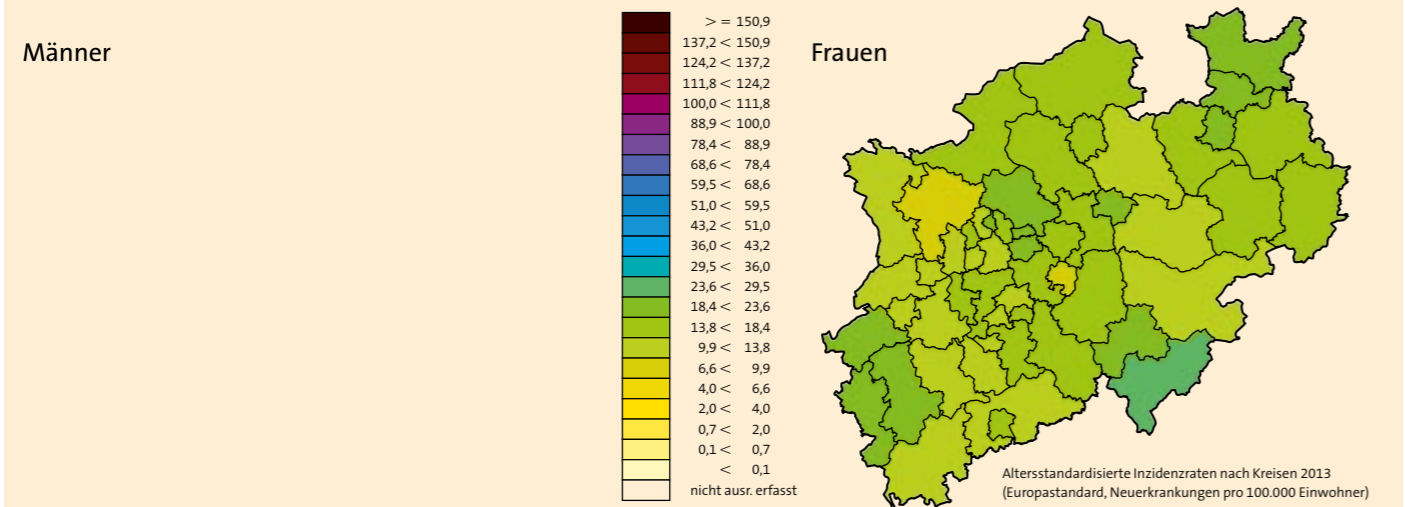 Männer
> = 150,9
137,2 < 150,9
124,2 < 137,2
111,8 < 124,2
100,0 < 111,8
88,9 < 100,0
78,4 < 88,9
68,6 < 78,4
59,5 < 68,6
51,0 < 59,5
43,2 < 51,0
36,0 < 43,2
29,5 < 36,0
23,6 < 29,5
18,4 < 23,6
13,8 < 18,4
9,9 < 13,8
6,6 < 9,9
4,0 < 6,6
2,0 < 4,0
0,7 < 2,0
0,1 < 0,7
< 0,1
nicht ausr. erfasst
Frauen
Altersstandardisierte Inzidenzraten nach Kreisen 2013
(Europastandard, Neuerkrankungen pro 100.000 Einwohner)